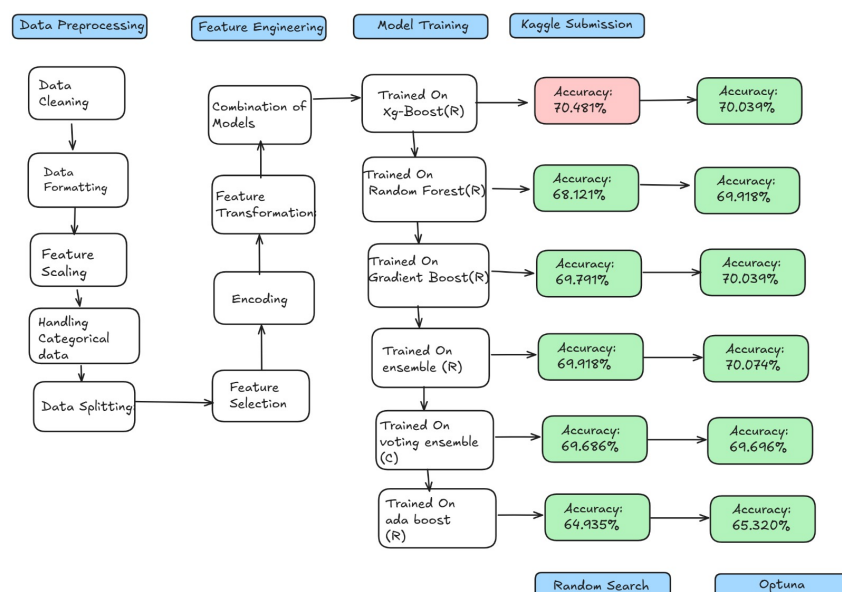 Data Preprocessing
Feature Engineering
Model Training
Kaggle Submission
Data
Cleaning
Data
Formatting
Feature
Scaling
Handling
Categorical
data
Data Splitting
Combination of
Models
Feature
Transformation
Encoding
Feature
Selection
Trained On
Xg-Boost(R)
Accuracy:
70.481%
Accuracy:
70.039%
Trained On
Random Forest(R)
Accuracy:
68.121%
Accuracy:
69.918%
Trained On
Gradient Boost(R)
Accuracy:
69.791%
Accuracy:
70.039%
Trained On
ensemble (R)
Accuracy:
69.918%
Accuracy:
70.074%
Trained On
voting ensemble
(C)
Accuracy:
69.686%
Accuracy:
69.696%
Trained On
ada boost
(R)
Accuracy:
64.935%
Accuracy:
65.320%
Random Search
Optuna